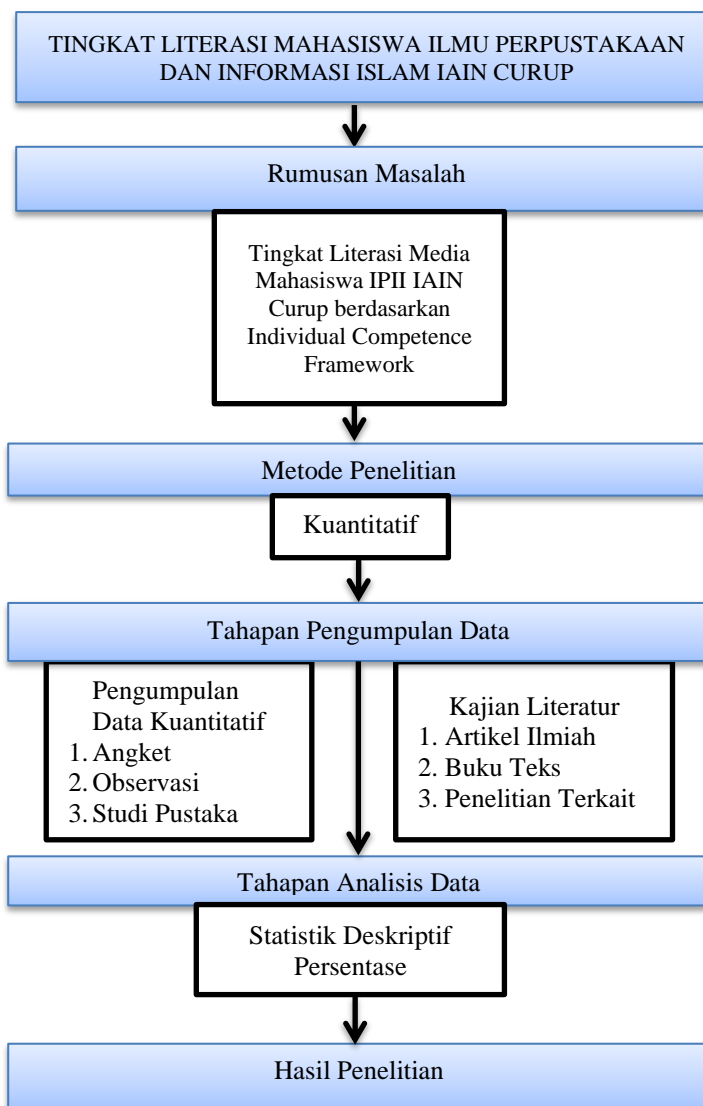 TINGKAT LITERASI MAHASISWA ILMU PERPUSTAKAAN
DAN INFORMASI ISLAM IAIN CURUP
Rumusan Masalah
Tingkat Literasi Media
Mahasiswa IPII IAIN
Curup berdasarkan
Individual Competence
Framework
Metode Penelitian
Kuantitatif
Tahapan Pengumpulan Data
Pengumpulan
Data Kuantitatif
1. Angket
2. Observasi
3. Studi Pustaka
Kajian Literatur
1. Artikel Ilmiah
2. Buku Teks
3. Penelitian Terkait
Tahapan Analisis Data
Statistik Deskriptif
Persentase
Hasil Penelitian